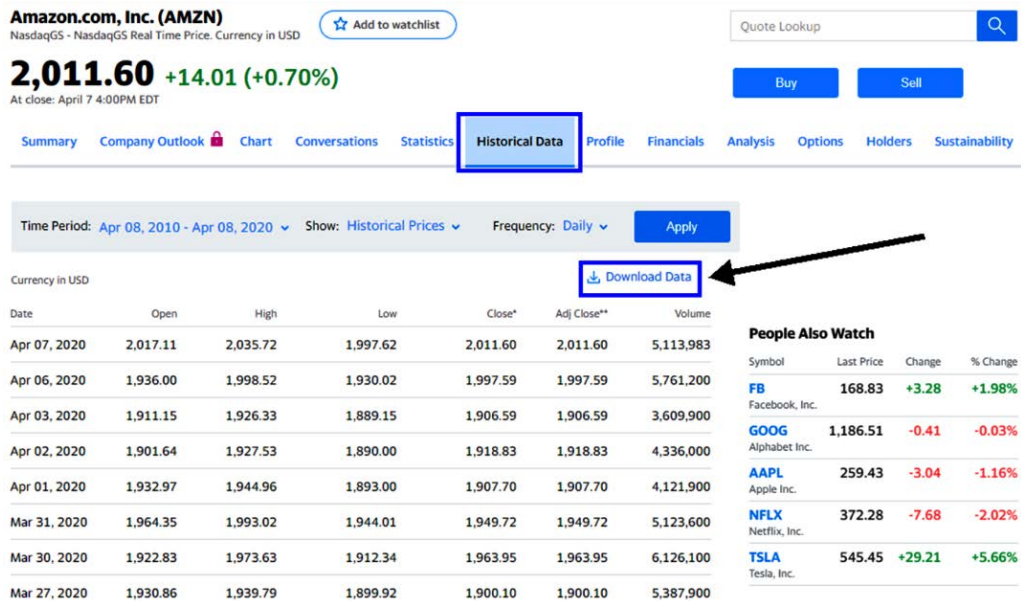 Amazon.com, Inc. (AMZN)
NasdaqGS - NasdaqGS Real Time Price. Currency in USD
Add to watchlist
Quote Lookup
2,011.60 +14.01 (+0.70%)
At close: April 7 4:00PM EDT
Buy Sell
Summary Company Outlook Chart Conversations Statistics Historical Data Profile Financials Analysis Options Holders Sustainability
Time Period: Apr 08, 2010 - Apr 08, 2020 Show: Historical Prices Frequency: Daily Apply
Currency in USD
Download Data
Date Open High Low Close* Adj Close** Volume
Apr 07, 2020 2,017.11 2,035.72 1,997.62 2,011.60 2,011.60 5,113,983
Apr 06, 2020 1,936.00 1,998.52 1,930.02 1,997.59 1,997.59 5,761,200
Apr 03, 2020 1,911.15 1,926.33 1,889.15 1,906.59 1,906.59 3,609,900
Apr 02, 2020 1,901.64 1,927.53 1,890.00 1,918.83 1,918.83 4,336,000
Apr 01, 2020 1,932.97 1,944.96 1,893.00 1,907.70 1,907.70 4,121,900
Mar 31, 2020 1,964.35 1,993.02 1,944.01 1,949.72 1,949.72 5,123,600
Mar 30, 2020 1,922.83 1,973.63 1,912.34 1,963.95 1,963.95 6,126,100
Mar 27, 2020 1,930.86 1,939.79 1,899.92 1,900.10 1,900.10 5,387,900
People Also Watch
Symbol Last Price Change % Change
FB 168.83 +3.28 +1.98%
Facebook, Inc.
GOOG 1,186.51 -0.41 -0.03%
Alphabet Inc.
AAPL 259.43 -3.04 -1.16%
Apple Inc.
NFLX 372.28 -7.68 -2.02%
Netflix, Inc.
TSLA 545.45 +29.21 +5.66%
Tesla, Inc.